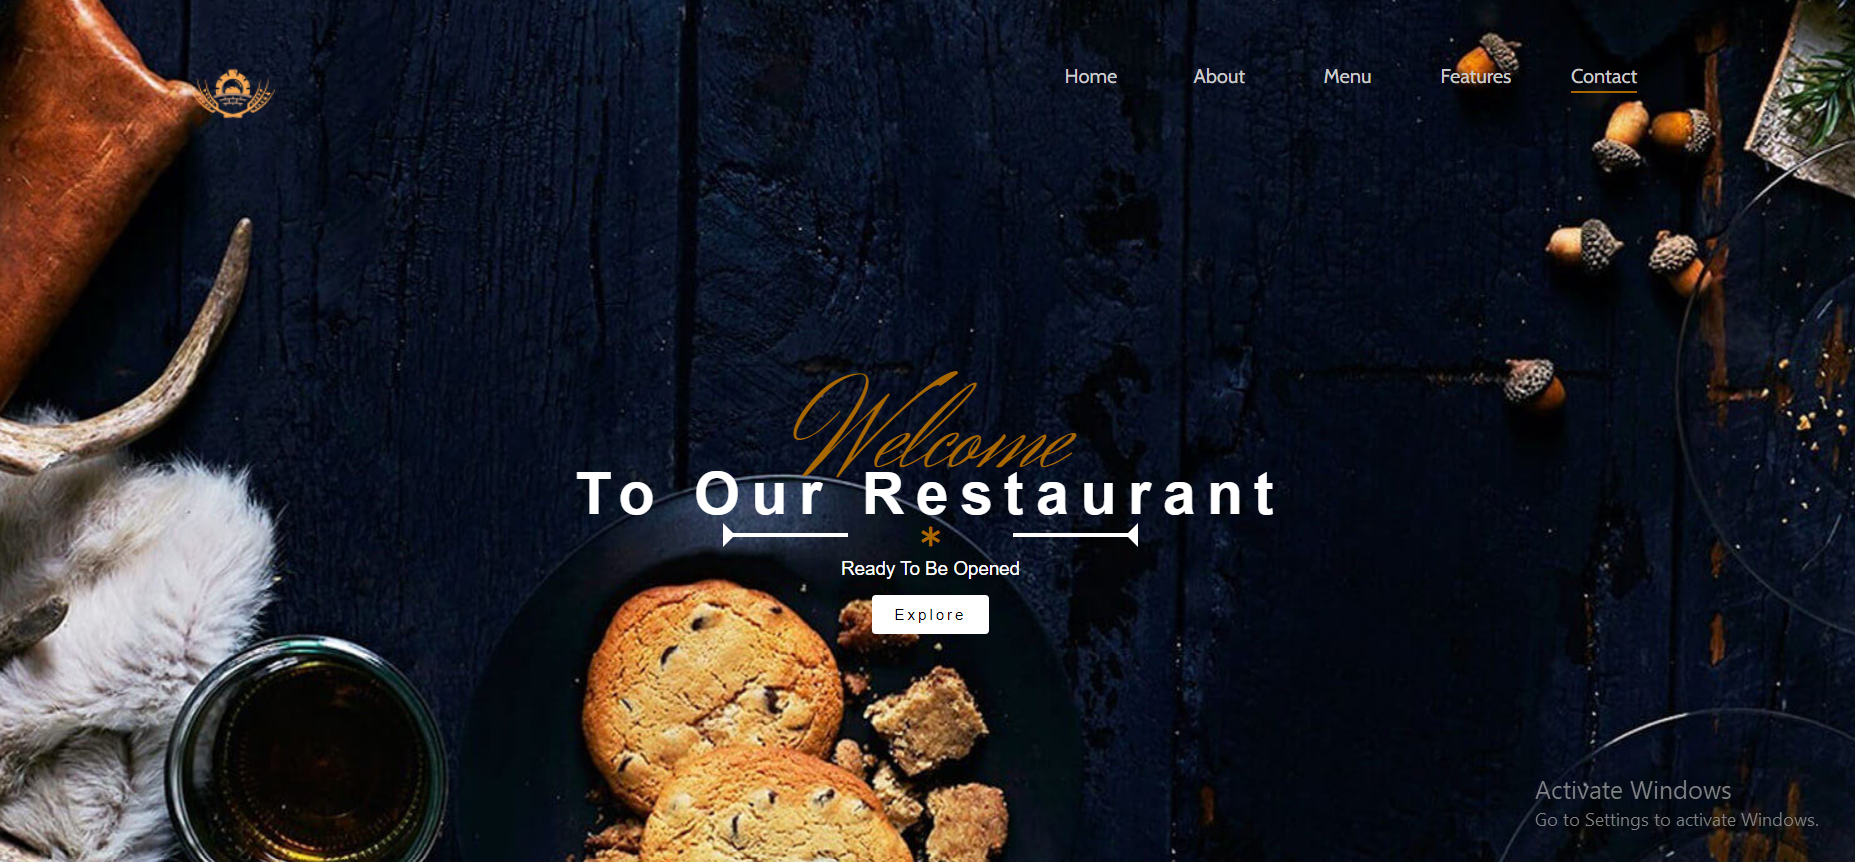 Home About Menu Features Contact
Welcome
To Our Restaurant
*
Ready To Be Opened
Explore
Activate Windows
Go to Settings to activate Windows.